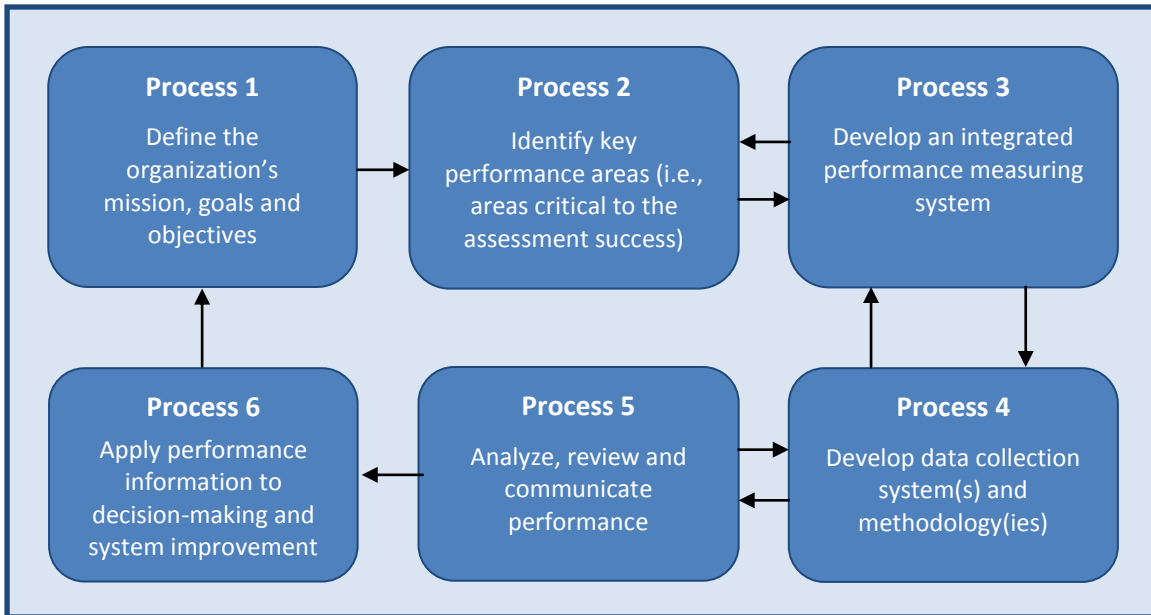 Process 1
Define the
organization’s
mission, goals and
objectives
Process 2
Identify key
performance areas (i.e.,
areas critical to the
assessment success)
Process 3
Develop an integrated
performance measuring
system
Process 6
Apply performance
information to
decision-making and
system improvement
Process 5
Analyze, review and
communicate
performance
Process 4
Develop data collection
system(s) and
methodology(ies)